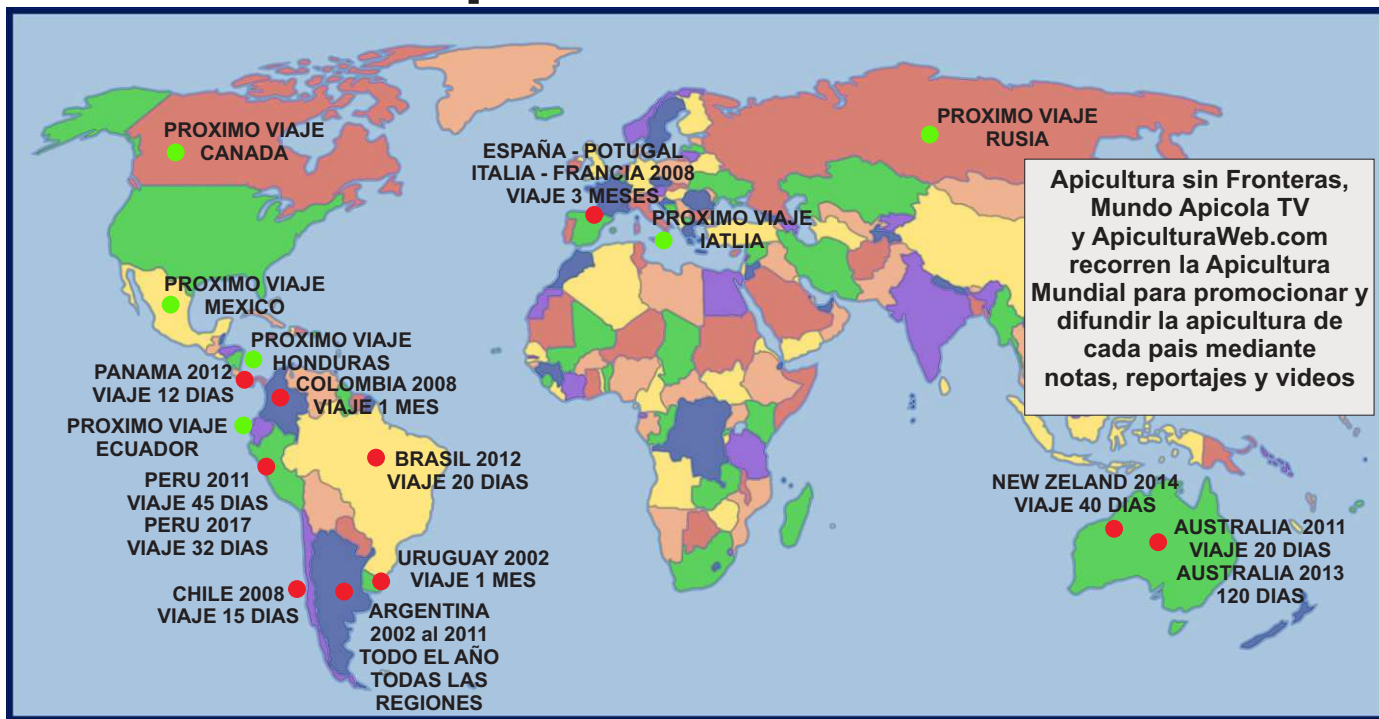 PROXIMO VIAJE
CANADA
ESPAÑA - POTUGAL
ITALIA - FRANCIA 2008
VIAJE 3 MESES
PROXIMO VIAJE
RUSIA
Apicultura sin Fronteras,
Mundo Apicola TV
y ApiculturaWeb.com
recorren la Apicultura
Mundial para promocionar y
difundir la apicultura de
cada pais mediante
notas, reportajes y videos
PROXIMO VIAJE
IATLIA
PROXIMO VIAJE
MEXICO
PROXIMO VIAJE
HONDURAS
PANAMA 2012
VIAJE 12 DIAS
COLOMBIA 2008
VIAJE 1 MES
PROXIMO VIAJE
ECUADOR
BRASIL 2012
VIAJE 20 DIAS
PERU 2011
VIAJE 45 DIAS
PERU 2017
VIAJE 32 DIAS
NEW ZELAND 2014
VIAJE 40 DIAS
AUSTRALIA 2011
VIAJE 20 DIAS
AUSTRALIA 2013
120 DIAS
URUGUAY 2002
VIAJE 1 MES
CHILE 2008
VIAJE 15 DIAS
ARGENTINA
2002 al 2011
TODO EL AÑO
TODAS LAS
REGIONES